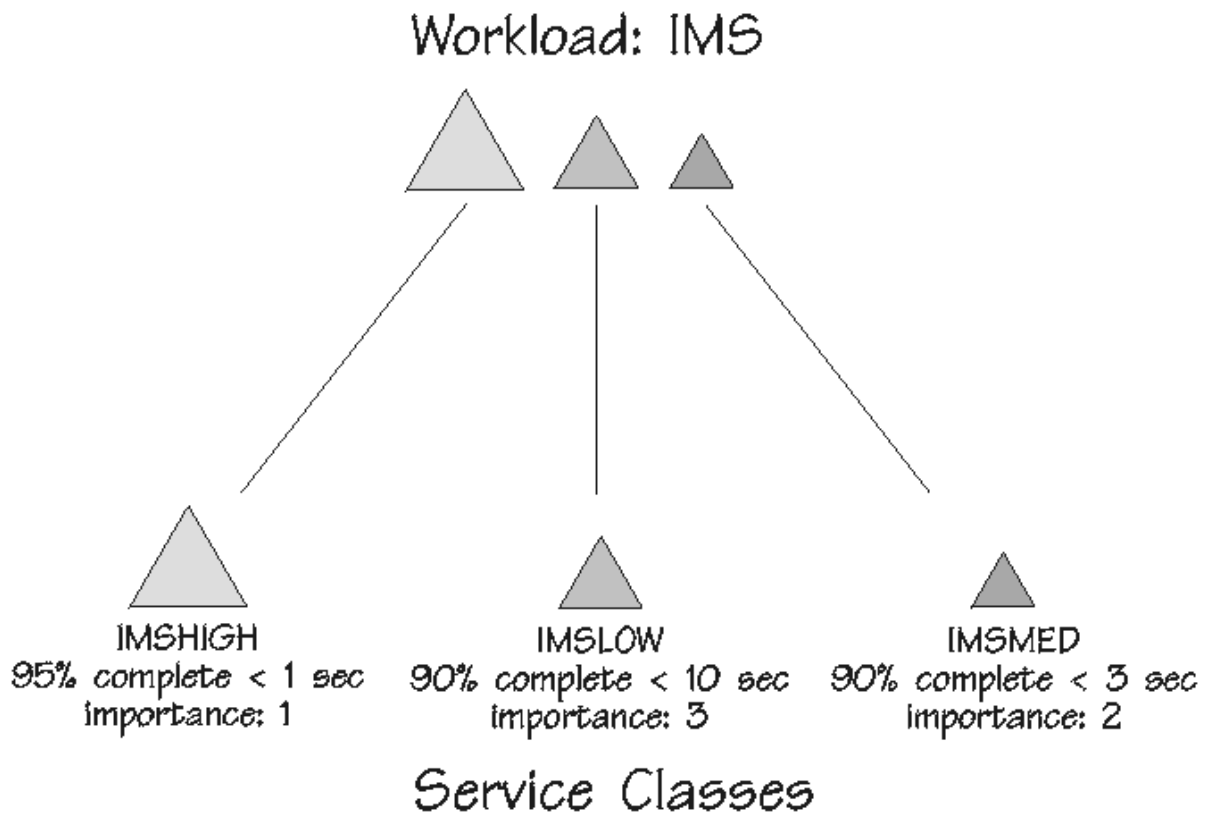 Workload: IMS
IMSHIGH
95% complete < 1 sec
importance: 1
IMSLOW
90% complete < 10 sec
importance: 3
IMSMED
90% complete < 3 sec
importance: 2
Service Classes